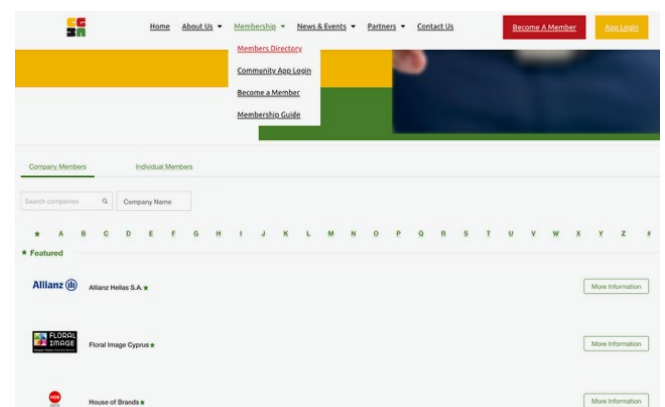 Home About Us Membership News & Events Partners Contact Us Become A Member App Login
Members Directory
Community App Login
Become a Member
Membership Guide
Company Members Individual Members
Search companies Company Name
★ A B C D E F G H I J K L M N O P Q R S T U V W X Y Z #
★ Featured
Allianz Allianz Hellas S.A. ★ More Information
FLORAL
IMAGE
Floral Image Cyprus ★ More Information
House of Brands ★ More Information